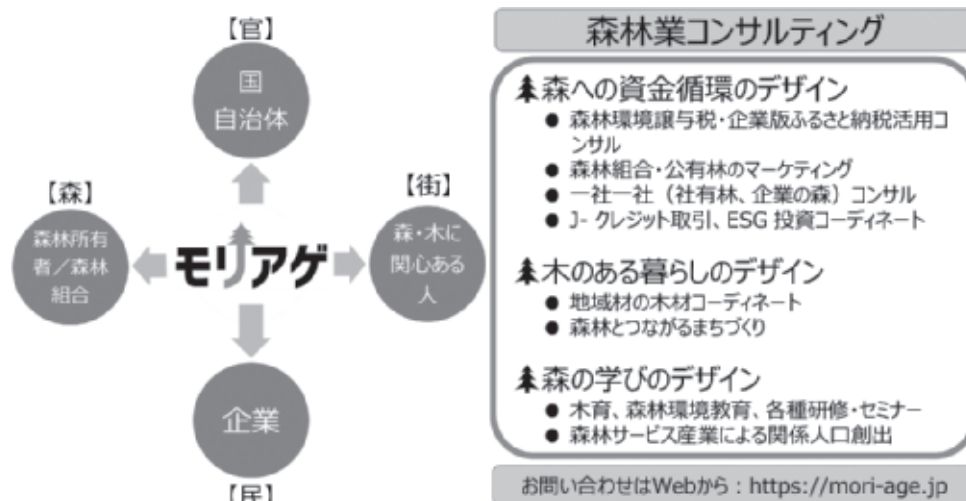 【官】
国
自治体
【森】
森林所有
者／森林
組合
モリアゲ
【街】
森・木に
関心ある
人
企業
【民】
森林業コンサルティング
森への資金循環のデザイン
● 森林環境譲与税・企業版ふるさと納税活用コ
ンサル
● 森林組合・公有林のマーケティング
● 一社一社（社有林、企業の森）コンサル
● J- クレジット取引、ESG 投資コーディネート
木のある暮らしのデザイン
● 地域材の木材コーディネート
● 森林とつながるまちづくり
森の学びのデザイン
● 木育、森林環境教育、各種研修・セミナー
● 森林サービス産業による関係人口創出
お問い合わせはWebから：https://mori-age.jp